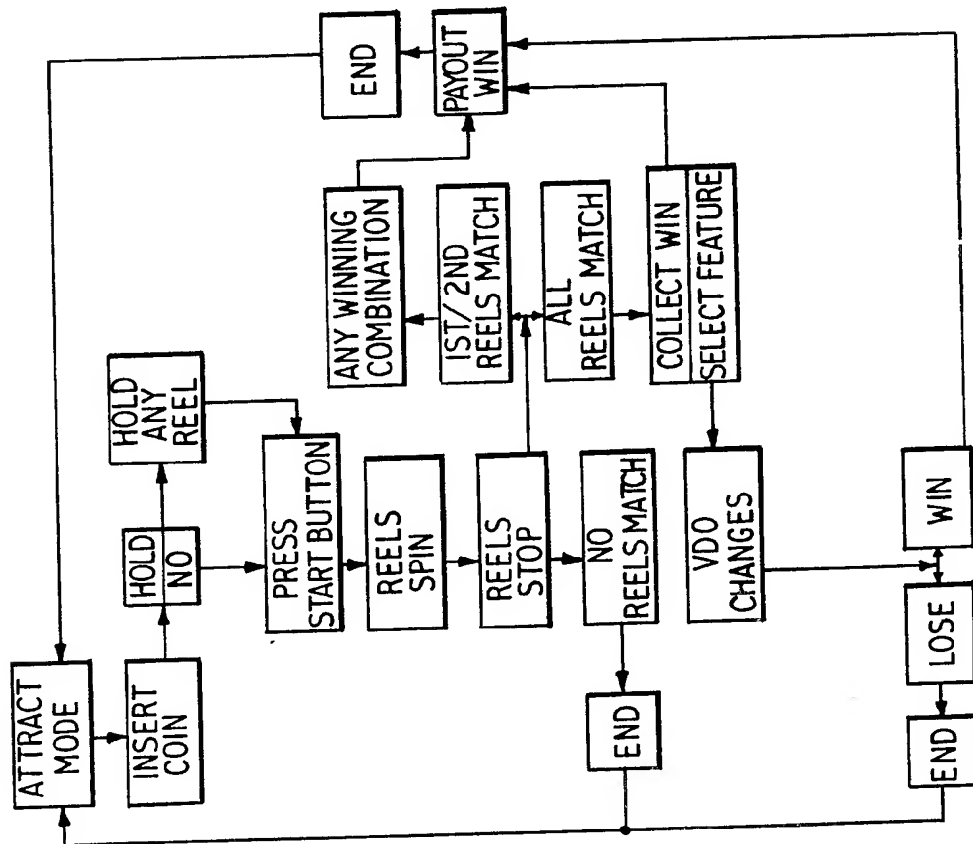 ATTRACT
MODE
INSERT
COIN
HOLD
NO
HOLD
ANY
REEL
PRESS
START BUTTON
REELS
SPIN
REELS
STOP
NO
REELS MATCH
END
ANY WINNING
COMBINATION
1ST/2ND
REELS MATCH
ALL
REELS MATCH
COLLECT WIN
SELECT FEATURE
VDO
CHANGES
PAYOUT
WIN
END
WIN
LOSE
END